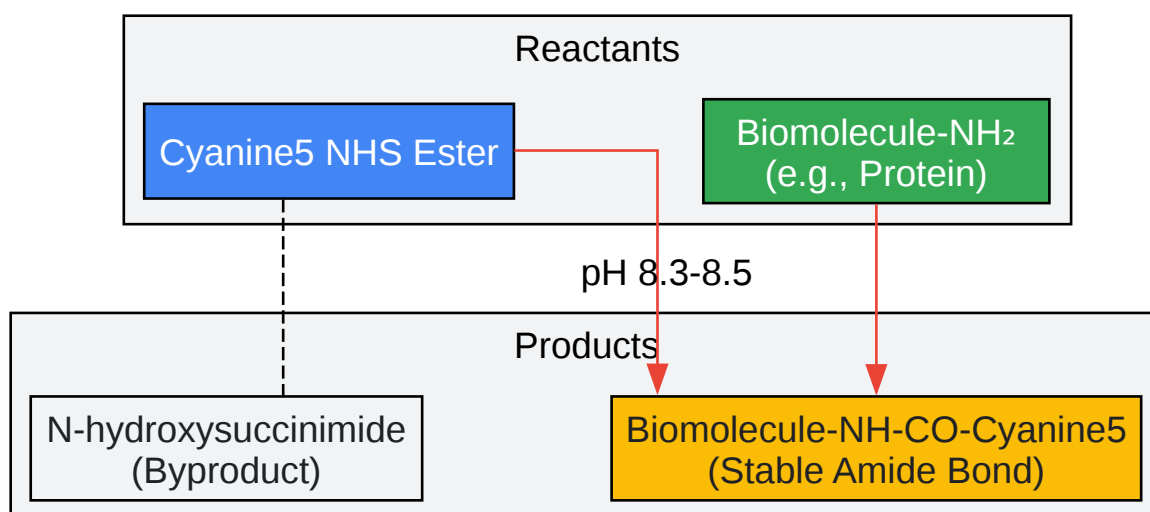 Reactants
Cyanine5 NHS Ester
Biomolecule-NH₂
(e.g., Protein)
pH 8.3-8.5
Products
N-hydroxysuccinimide
(Byproduct)
Biomolecule-NH-CO-Cyanine5
(Stable Amide Bond)